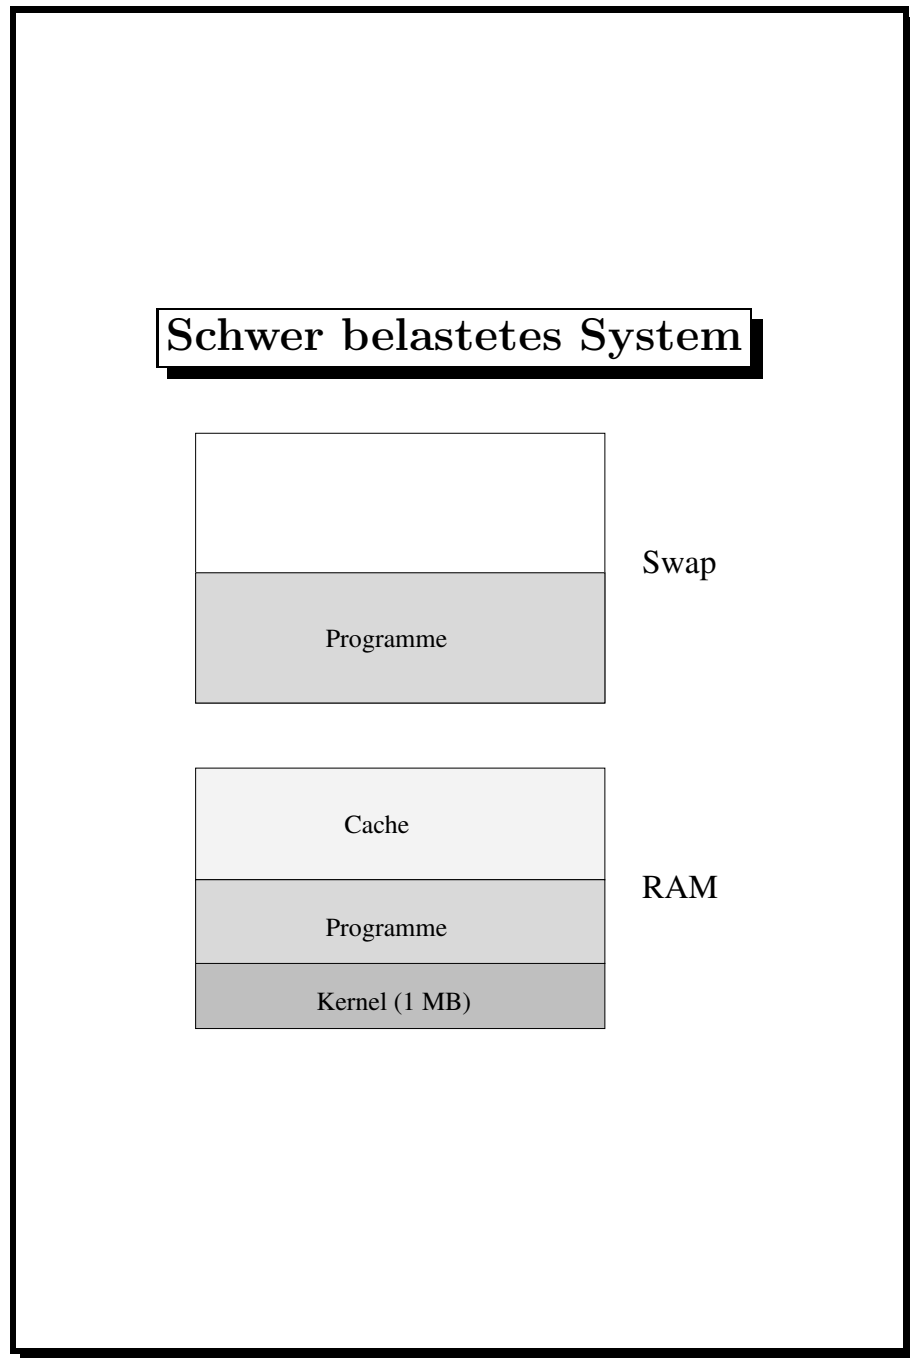 Schwer belastetes System
Swap
Programme
Cache
RAM
Programme
Kernel (1 MB)